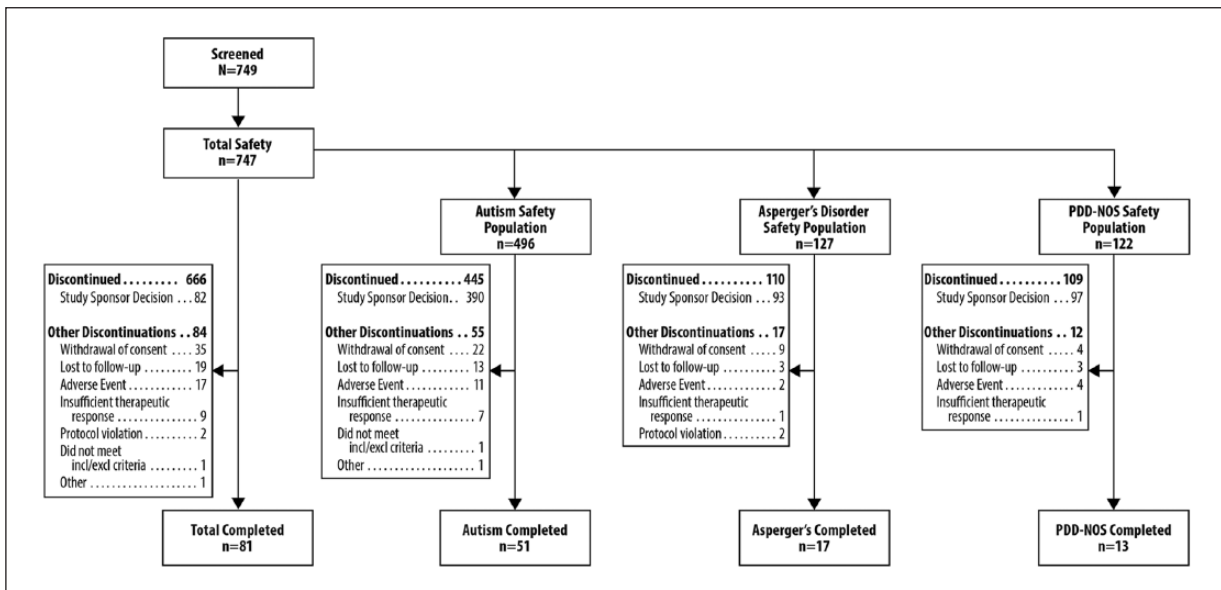 Screened
N=749
Total Safety
n=747
Autism Safety
Population
n=496
Asperger's Disorder
Safety Population
n=127
PDD-NOS Safety
Population
n=122
Discontinued ......... 666
Study Sponsor Decision ... 82
Other Discontinuations .. 84
Withdrawal of consent .... 35
Lost to follow-up ......... 19
Adverse Event ............ 17
Insufficient therapeutic
response ............... 9
Protocol violation ......... 2
Did not meet
incl/excl criteria ........ 1
Other .................... 1
Discontinued .......... 445
Study Sponsor Decision.. 390
Other Discontinuations .. 55
Withdrawal of consent .... 22
Lost to follow-up ......... 13
Adverse Event ............ 11
Insufficient therapeutic
response ............... 7
Did not meet
incl/excl criteria ........ 1
Other .................... 1
Discontinued .......... 110
Study Sponsor Decision ... 93
Other Discontinuations .. 17
Withdrawal of consent ..... 9
Lost to follow-up .......... 3
Adverse Event ............. 2
Insufficient therapeutic
response ................ 1
Protocol violation .......... 2
Discontinued .......... 109
Study Sponsor Decision ... 97
Other Discontinuations .. 12
Withdrawal of consent ..... 4
Lost to follow-up .......... 3
Adverse Event ............. 4
Insufficient therapeutic
response ................ 1
Total Completed
n=81
Autism Completed
n=51
Asperger's Completed
n=17
PDD-NOS Completed
n=13